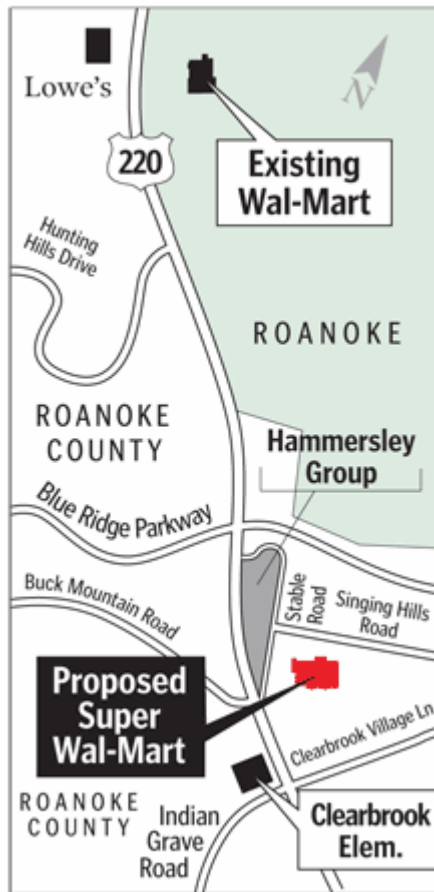 Lowe's
N
220
Existing
Wal-Mart
Hunting
Hills Drive
ROANOKE
ROANOKE
COUNTY
Hammersley
Group
Blue Ridge Parkway
Buck Mountain Road
Stable
Road
Singing Hills
Road
Proposed
Super
Wal-Mart
Clearbrook Village Ln.
ROANOKE
COUNTY
Indian
Grave
Road
Clearbrook
Elem.